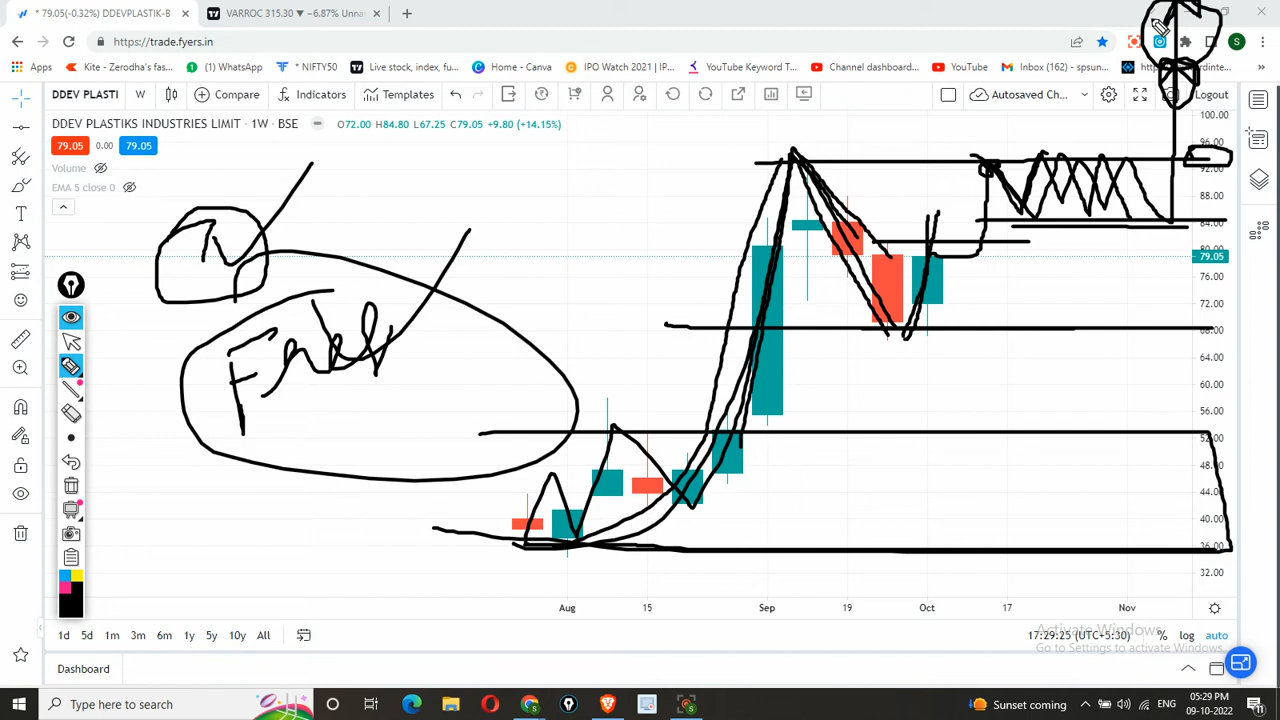 * 79.05(-0.32%) DDEVPLASTIK-B
VARROC 315.30 ▼ −6.87% Unna
https://trade.fyers.in
Apps
Kite - Zerodha's fas...
(1) WhatsApp
* NIFTY50
Live stock, index fu...
Home - Canva
IPO Watch 2021 | IP...
YouTube Keyword T...
Channel dashboard...
YouTube
Inbox (162) - spsun...
DDEV PLASTI
W
Compare
Indicators
Templates
Autosaved Ch...
Logout
DDEV PLASTIKS INDUSTRIES LIMIT · 1W · BSE
O72.00 H84.80 L67.25 C79.05 +9.80 (+14.15%)
79.05 0.00 79.05
Volume
EMA 5 close 0
100.00
96.00
88.00
84.00
80.00
79.05
76.00
72.00
68.00
64.00
60.00
56.00
52.00
48.00
44.00
40.00
36.00
32.00
Aug
15
Sep
19
Oct
17
Nov
Activate Windows
Go to Settings to activate Windows.
1d 5d 1m 3m 6m 1y 5y 10y All
17:29:25 (UTC+5:30) % log auto
Dashboard
Type here to search
Sunset coming
ENG
05:29 PM
09-10-2022